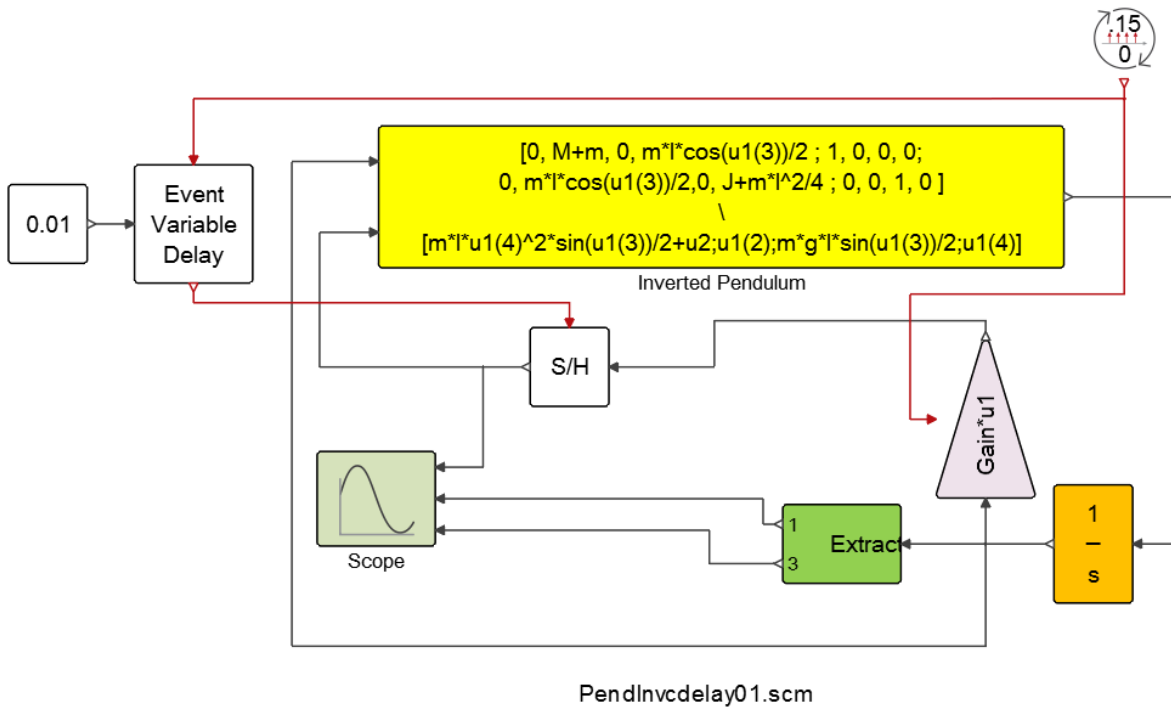 .15
0
[0, M+m, 0, m*l*cos(u1(3))/2 ; 1, 0, 0, 0;
0, m*l*cos(u1(3))/2,0, J+m*l^2/4 ; 0, 0, 1, 0 ]
\
[m*l*u1(4)^2*sin(u1(3))/2+u2;u1(2);m*g*l*sin(u1(3))/2;u1(4)]
Inverted Pendulum
0.01
Event
Variable
Delay
S/H
Gain*u1
Scope
1
3
Extract
1
s
PendInvcdelay01.scm